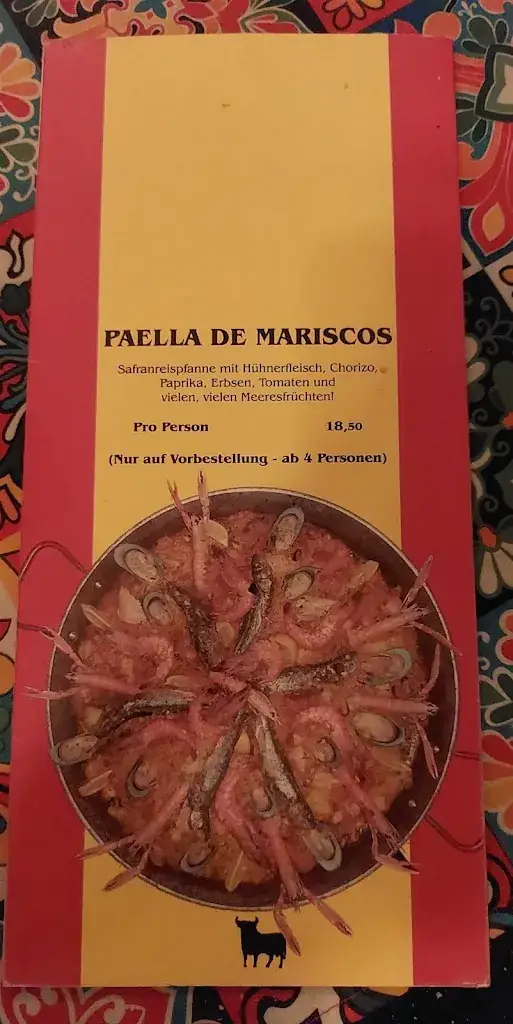 PAELLA DE MARISCOS
Safranreispfanne mit Hühnerfleisch, Chorizo,
Paprika, Erbsen, Tomaten und
vielen, vielen Meeresfrüchten!
Pro Person 18,50
(Nur auf Vorbestellung - ab 4 Personen)